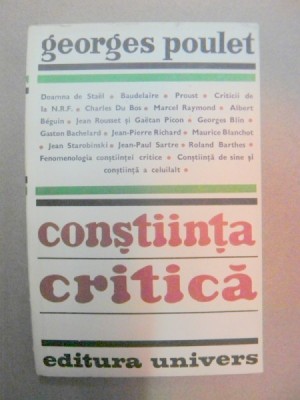 georges poulet
Doamna de Staël • Baudelaire • Proust • Criticii de
la N.R.F. • Charles Du Bos • Marcel Raymond • Albert
Béguin • Jean Rousset și Gaëtan Picon • Georges Blin •
Gaston Bachelard • Jean-Pierre Richard • Maurice Blanchot
• Jean Starobinski • Jean-Paul Sartre • Roland Barthes •
Fenomenologia conștiinței critice • Conștiință de sine și
conștiință a celuilalt •
conștiința
critică
editura univers